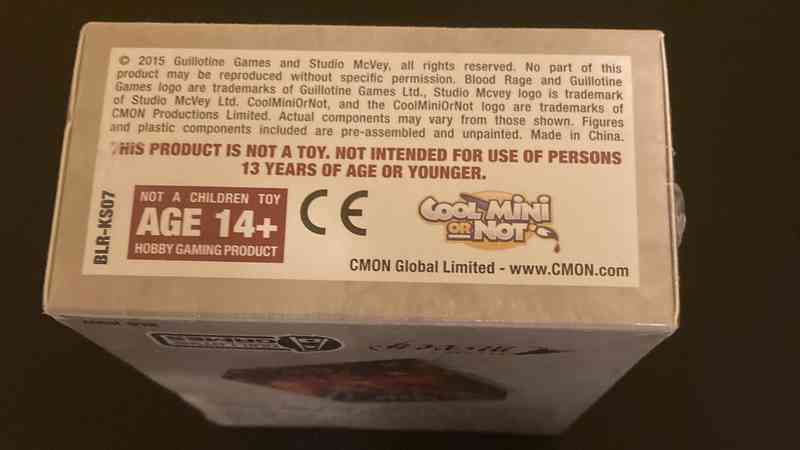 © 2015 Guillotine Games and Studio McVey, all rights reserved. No part of this
product may be reproduced without specific permission. Blood Rage and Guillotine
Games logo are trademarks of Guillotine Games Ltd., Studio Mcvey logo is trademark
of Studio McVey Ltd. CoolMiniOrNot, and the CoolMiniOrNot logo are trademarks of
CMON Productions Limited. Actual components may vary from those shown. Figures
and plastic components included are pre-assembled and unpainted. Made in China.
THIS PRODUCT IS NOT A TOY. NOT INTENDED FOR USE OF PERSONS
13 YEARS OF AGE OR YOUNGER.
BLR-KS07
NOT A CHILDREN TOY
AGE 14+
HOBBY GAMING PRODUCT
CE
COOL MINI
OR NOT
CMON Global Limited - www.CMON.com